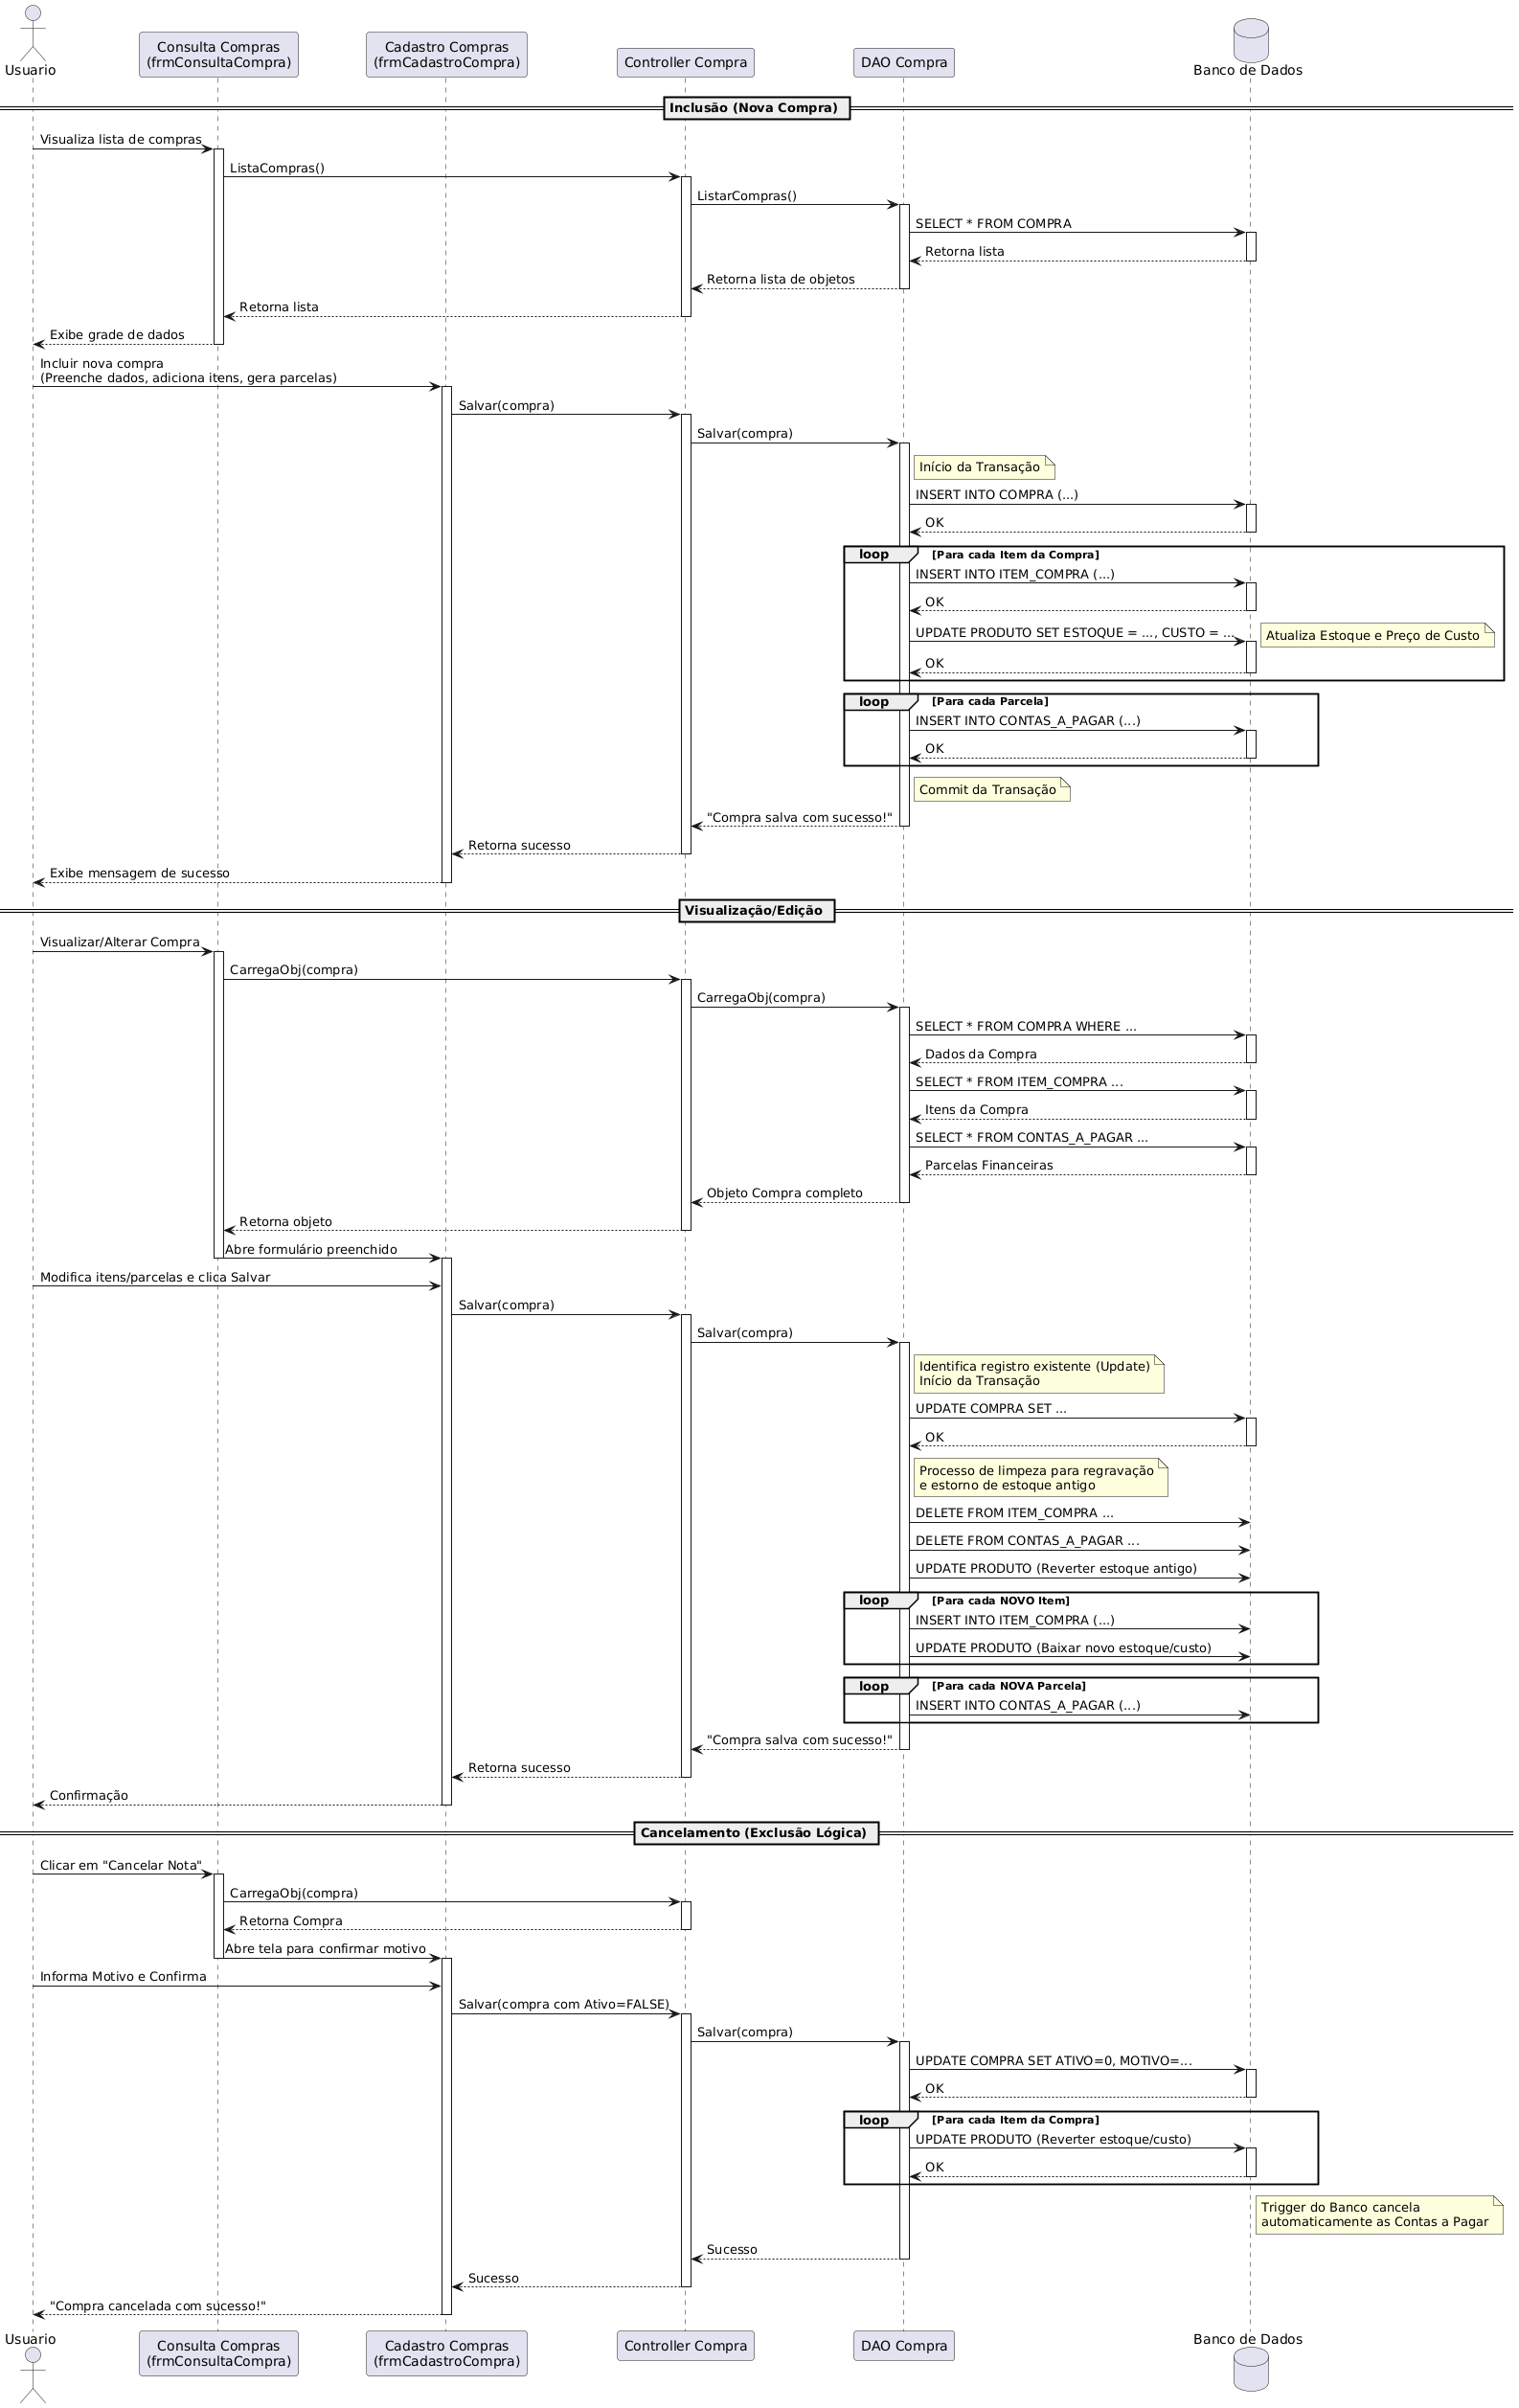 Usuario
Consulta Compras
(frmConsultaCompra)
Cadastro Compras
(frmCadastroCompra)
Controller Compra
DAO Compra
Banco de Dados
Inclusão (Nova Compra)
Visualiza lista de compras
ListaCompras()
ListarCompras()
SELECT * FROM COMPRA
Retorna lista
Retorna lista de objetos
Retorna lista
Exibe grade de dados
Incluir nova compra
(Preenche dados, adiciona itens, gera parcelas)
Salvar(compra)
Salvar(compra)
Início da Transação
INSERT INTO COMPRA (...)
OK
loop [Para cada Item da Compra]
INSERT INTO ITEM_COMPRA (...)
OK
UPDATE PRODUTO SET ESTOQUE = ..., CUSTO = ...
Atualiza Estoque e Preço de Custo
OK
loop [Para cada Parcela]
INSERT INTO CONTAS_A_PAGAR (...)
OK
Commit da Transação
"Compra salva com sucesso!"
Retorna sucesso
Exibe mensagem de sucesso
Visualização/Edição
Visualizar/Alterar Compra
CarregaObj(compra)
CarregaObj(compra)
SELECT * FROM COMPRA WHERE ...
Dados da Compra
SELECT * FROM ITEM_COMPRA ...
Itens da Compra
SELECT * FROM CONTAS_A_PAGAR ...
Parcelas Financeiras
Objeto Compra completo
Retorna objeto
Abre formulário preenchido
Modifica itens/parcelas e clica Salvar
Salvar(compra)
Salvar(compra)
Identifica registro existente (Update)
Início da Transação
UPDATE COMPRA SET ...
OK
Processo de limpeza para regravação
e estorno de estoque antigo
DELETE FROM ITEM_COMPRA ...
DELETE FROM CONTAS_A_PAGAR ...
UPDATE PRODUTO (Reverter estoque antigo)
loop [Para cada NOVO Item]
INSERT INTO ITEM_COMPRA (...)
UPDATE PRODUTO (Baixar novo estoque/custo)
loop [Para cada NOVA Parcela]
INSERT INTO CONTAS_A_PAGAR (...)
"Compra salva com sucesso!"
Retorna sucesso
Confirmação
Cancelamento (Exclusão Lógica)
Clicar em "Cancelar Nota"
CarregaObj(compra)
Retorna Compra
Abre tela para confirmar motivo
Informa Motivo e Confirma
Salvar(compra com Ativo=FALSE)
Salvar(compra)
UPDATE COMPRA SET ATIVO=0, MOTIVO=...
OK
loop [Para cada Item da Compra]
UPDATE PRODUTO (Reverter estoque/custo)
OK
Trigger do Banco cancela
automaticamente as Contas a Pagar
Sucesso
Sucesso
"Compra cancelada com sucesso!"
Usuario
Consulta Compras
(frmConsultaCompra)
Cadastro Compras
(frmCadastroCompra)
Controller Compra
DAO Compra
Banco de Dados